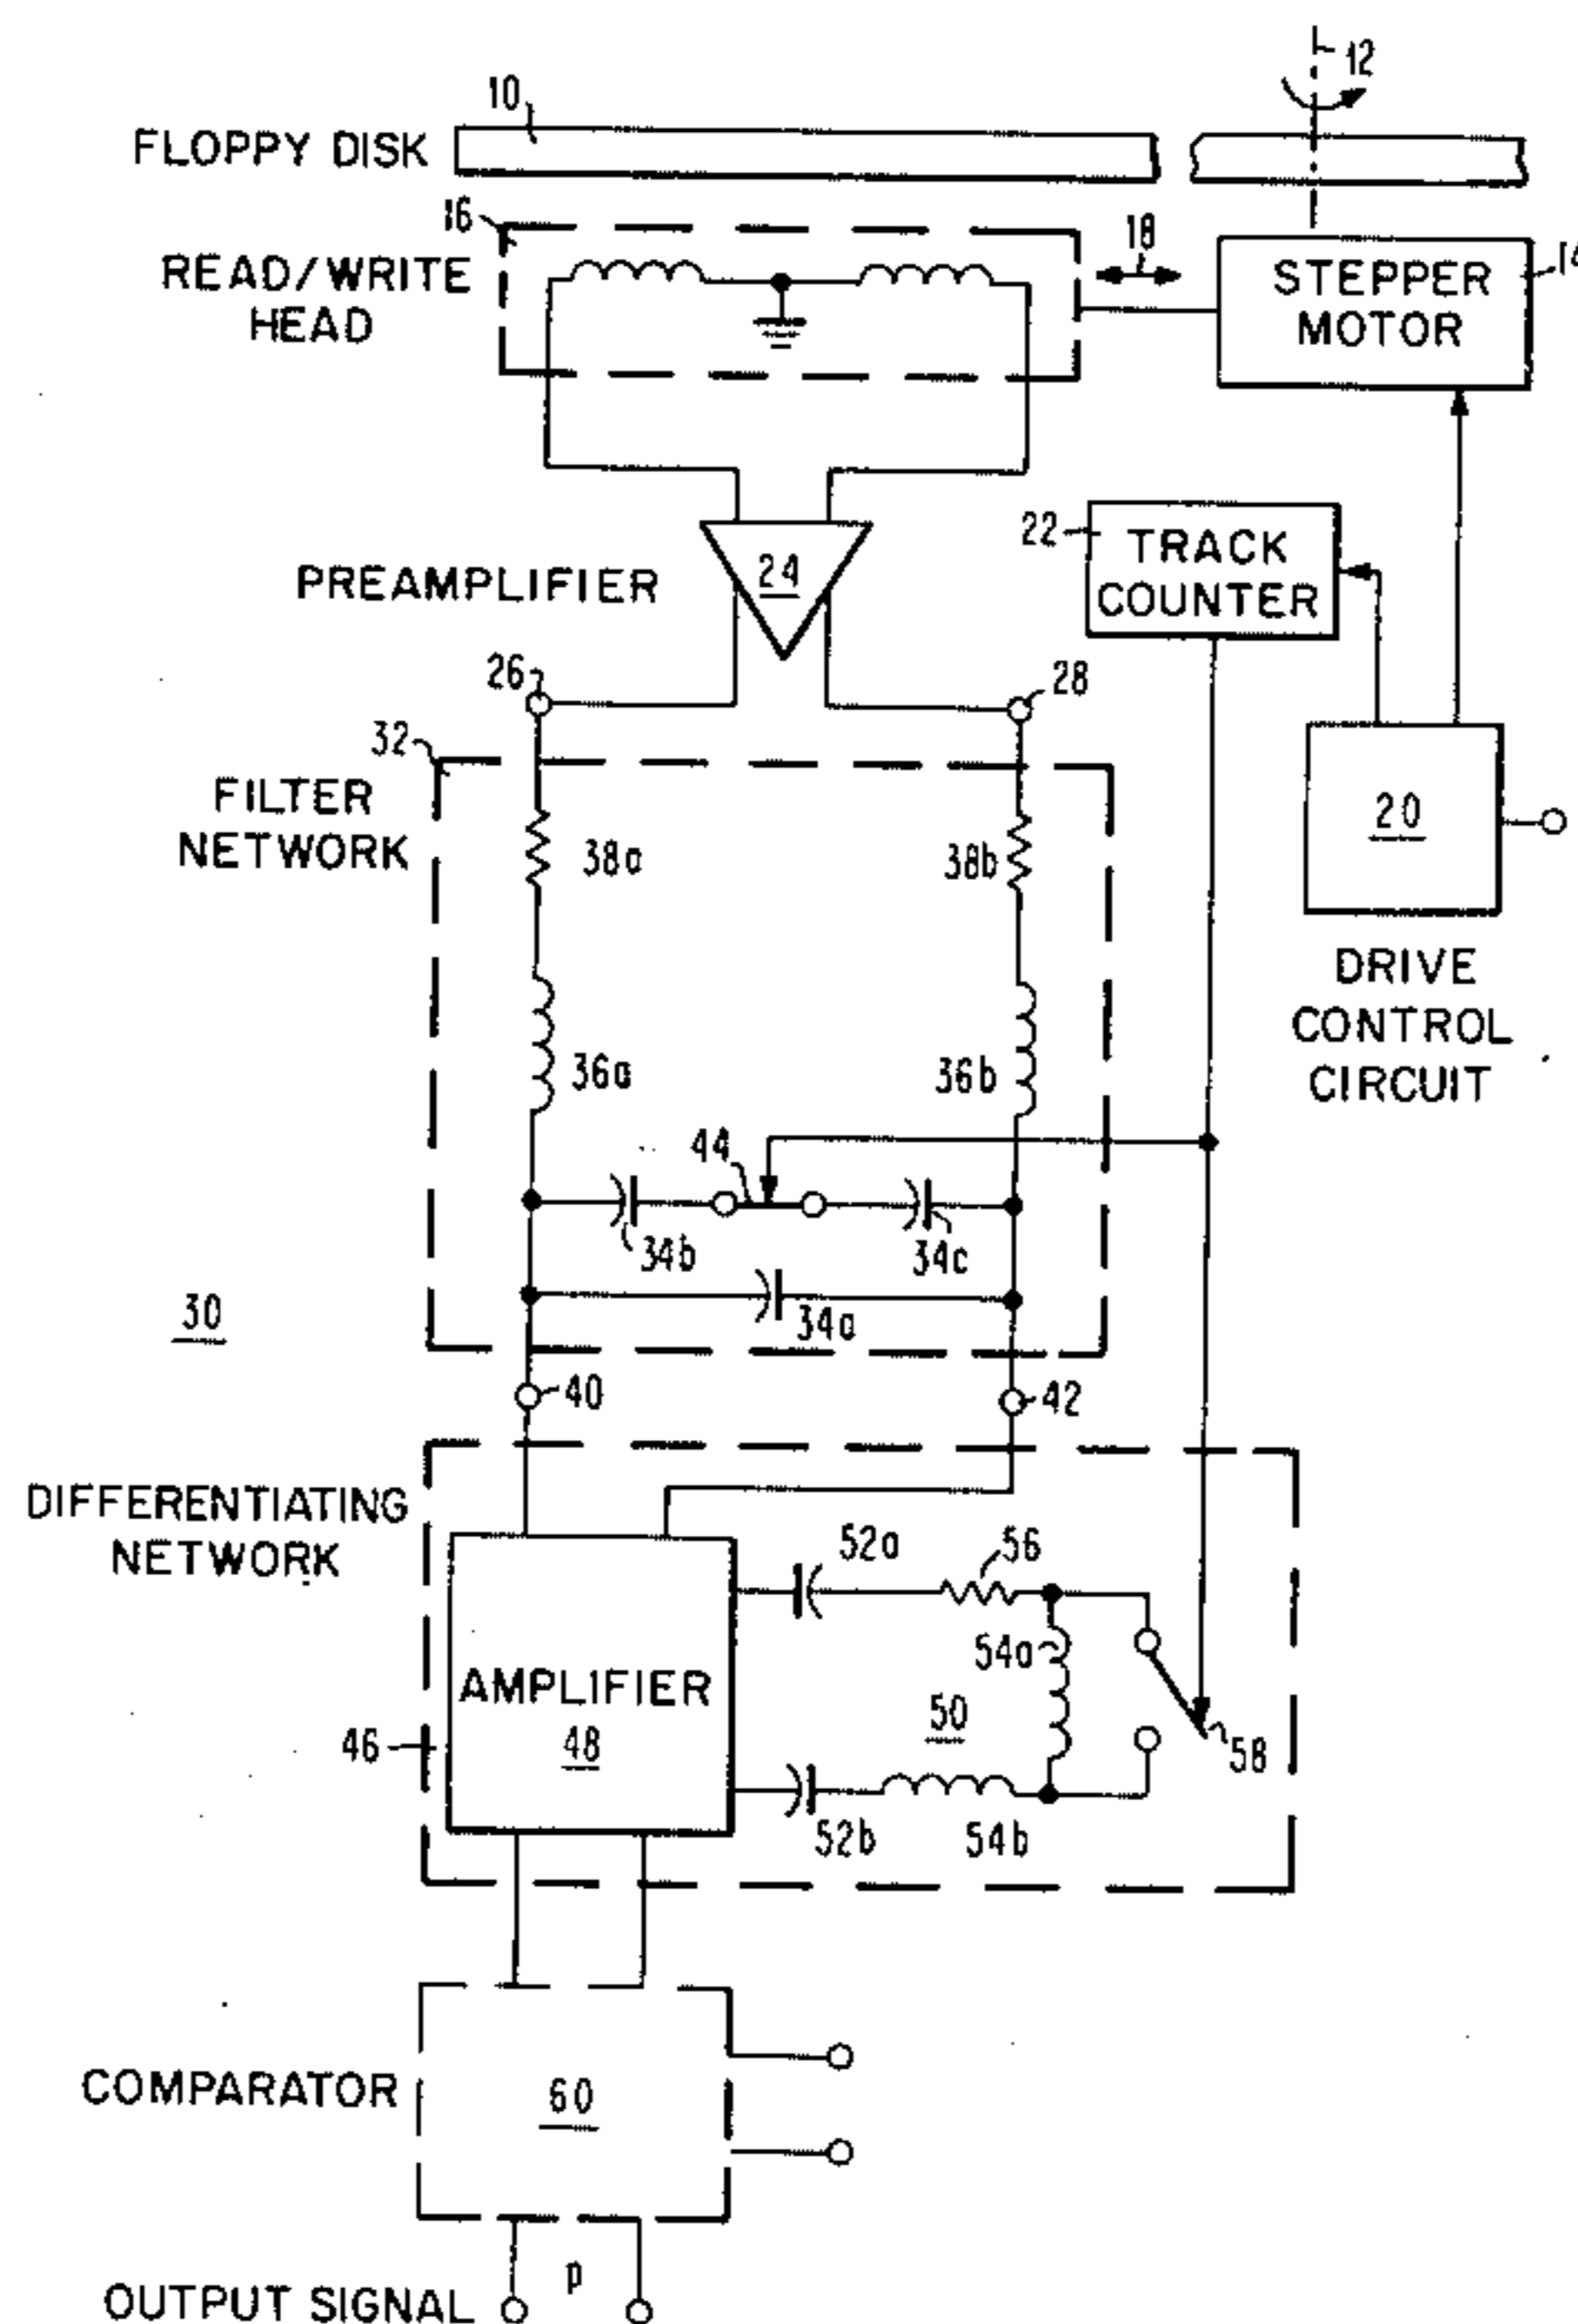 12
10
FLOPPY DISK
16
18
READ/WRITE
HEAD
STEPPER
MOTOR
22
TRACK
COUNTER
24
PREAMPLIFIER
26
28
32
FILTER
NETWORK
38a
38b
20
DRIVE
CONTROL
CIRCUIT
36a
36b
44
34b
34c
34a
30
40
42
DIFFERENTIATING
NETWORK
52a
56
54a
AMPLIFIER
48
50
46
58
52b
54b
COMPARATOR
60
p
OUTPUT SIGNAL